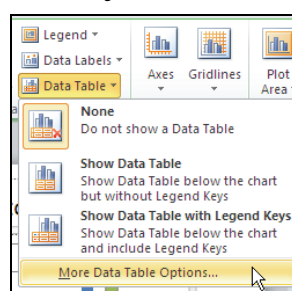 Legend
Data Labels
Data Table
Axes
Gridlines
Plot
Area
None
Do not show a Data Table
Show Data Table
Show Data Table below the chart
but without Legend Keys
Show Data Table with Legend Keys
Show Data Table below the chart
and include Legend Keys
More Data Table Options...